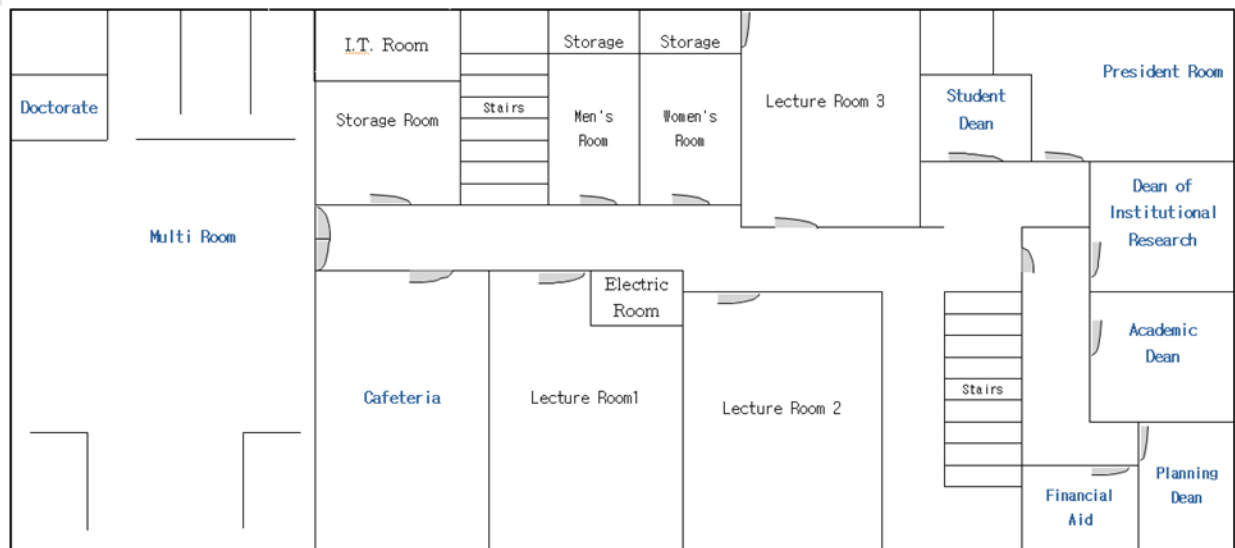 I.T. Room
Storage
Storage
President Room
Doctorate
Stairs
Lecture Room 3
Student
Dean
Storage Room
Men's
Room
Women's
Room
Multi Room
Dean of
Institutional
Research
Electric
Room
Academic
Dean
Cafeteria
Lecture Room1
Lecture Room 2
Stairs
Financial
Aid
Planning
Dean